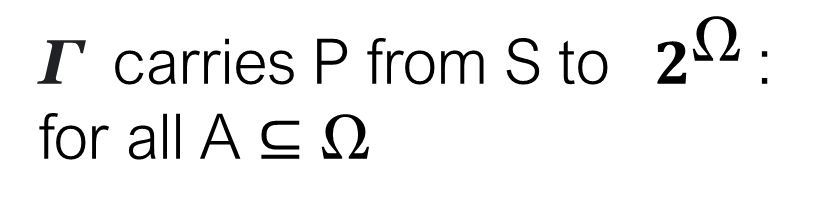 Γ carries P from S to 2^Ω :
for all A ⊆ Ω